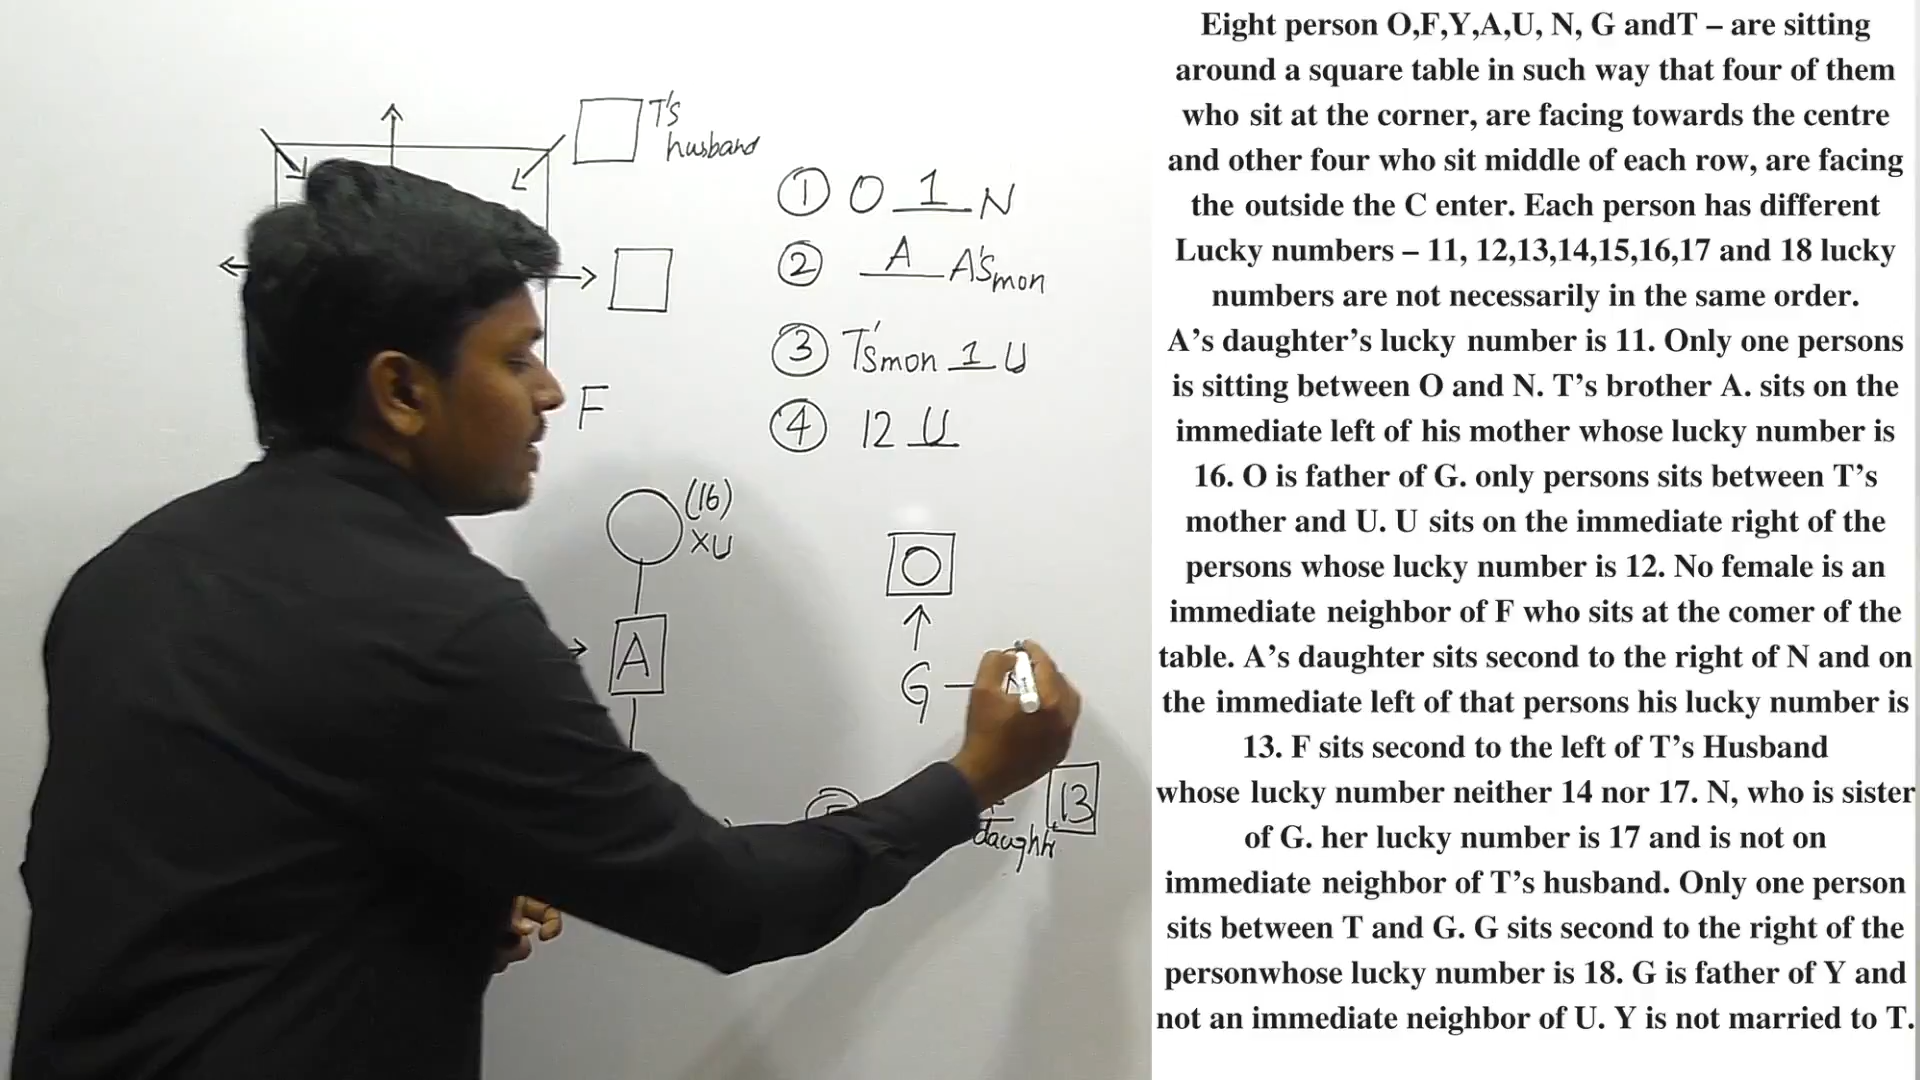 T's
husband
① O 1 N
② A A's mon
③ T's mon 1 U
④ 12 U
F
(16)
XU
O
A
G
13
daughtr
Eight person O,F,Y,A,U, N, G andT – are sitting
around a square table in such way that four of them
who sit at the corner, are facing towards the centre
and other four who sit middle of each row, are facing
the outside the C enter. Each person has different
Lucky numbers – 11, 12,13,14,15,16,17 and 18 lucky
numbers are not necessarily in the same order.
A’s daughter’s lucky number is 11. Only one persons
is sitting between O and N. T’s brother A. sits on the
immediate left of his mother whose lucky number is
16. O is father of G. only persons sits between T’s
mother and U. U sits on the immediate right of the
persons whose lucky number is 12. No female is an
immediate neighbor of F who sits at the comer of the
table. A’s daughter sits second to the right of N and on
the immediate left of that persons his lucky number is
13. F sits second to the left of T’s Husband
whose lucky number neither 14 nor 17. N, who is sister
of G. her lucky number is 17 and is not on
immediate neighbor of T’s husband. Only one person
sits between T and G. G sits second to the right of the
personwhose lucky number is 18. G is father of Y and
not an immediate neighbor of U. Y is not married to T.